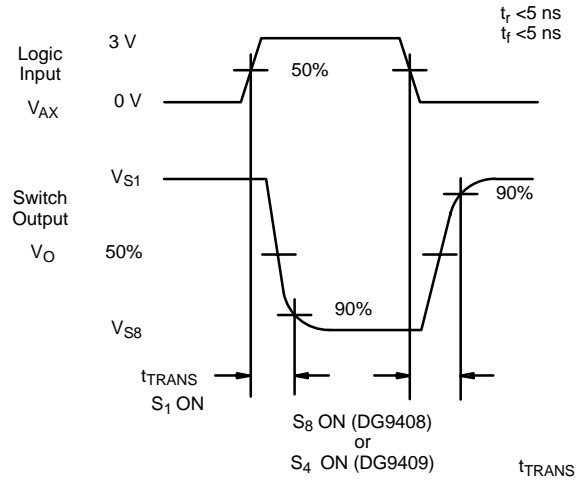 t_r <5 ns
t_f <5 ns
3 V
Logic
Input
50%
V_AX
0 V
V_S1
Switch
Output
90%
V_O
50%
90%
V_S8
t_TRANS
S_1 ON
S_8 ON (DG9408)
or
S_4 ON (DG9409)
t_TRANS